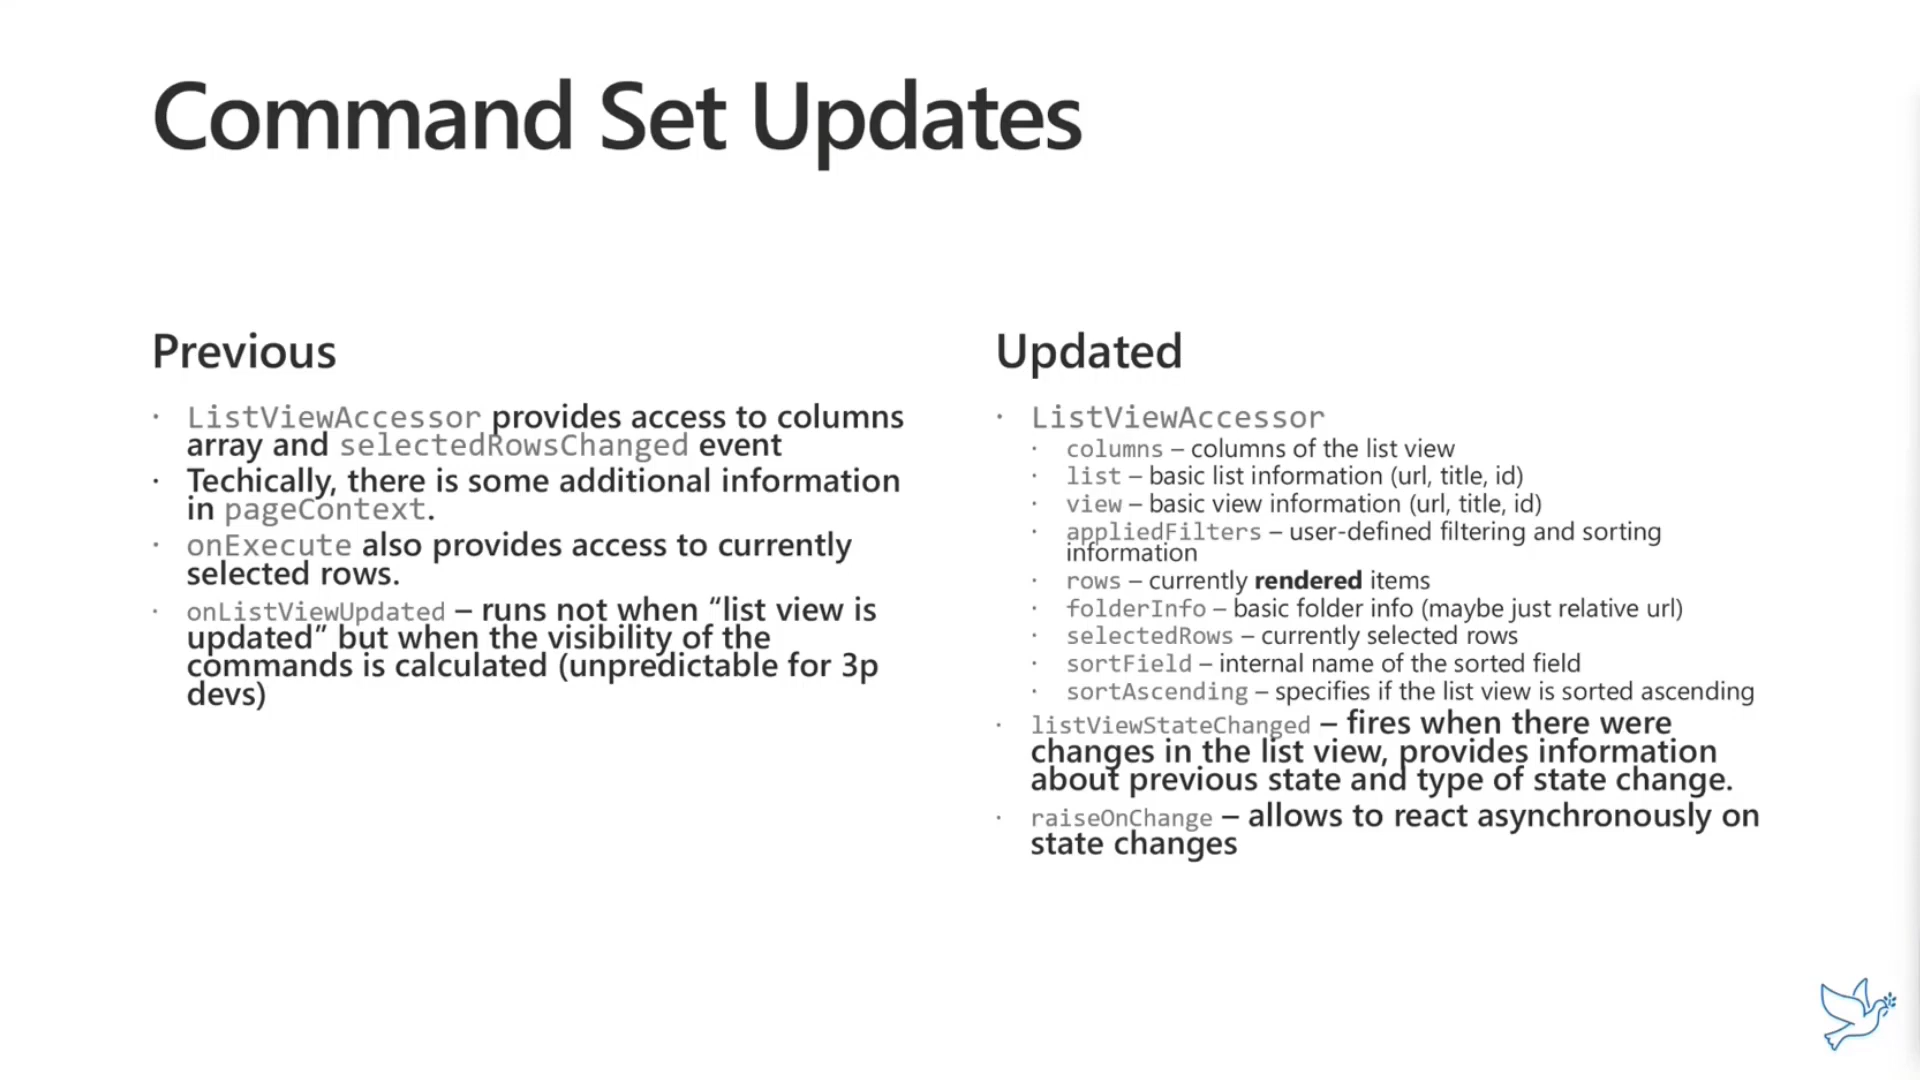 Command Set Updates
Previous
· ListViewAccessor provides access to columns
array and selectedRowsChanged event
· Techically, there is some additional information
in pageContext.
· onExecute also provides access to currently
selected rows.
· onListViewUpdated – runs not when “list view is
updated” but when the visibility of the
commands is calculated (unpredictable for 3p
devs)
Updated
· ListViewAccessor
· columns – columns of the list view
· list – basic list information (url, title, id)
· view – basic view information (url, title, id)
· appliedFilters – user-defined filtering and sorting
information
· rows – currently rendered items
· folderInfo – basic folder info (maybe just relative url)
· selectedRows – currently selected rows
· sortField – internal name of the sorted field
· sortAscending – specifies if the list view is sorted ascending
· listViewStateChanged – fires when there were
changes in the list view, provides information
about previous state and type of state change.
· raiseOnChange – allows to react asynchronously on
state changes